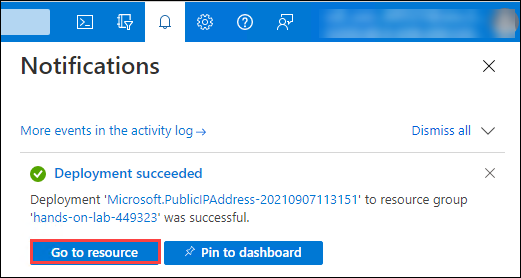 Notifications
More events in the activity log →
Dismiss all
Deployment succeeded
Deployment 'Microsoft.PublicIPAddress-20210907113151' to resource group
'hands-on-lab-449323' was successful.
Go to resource
Pin to dashboard